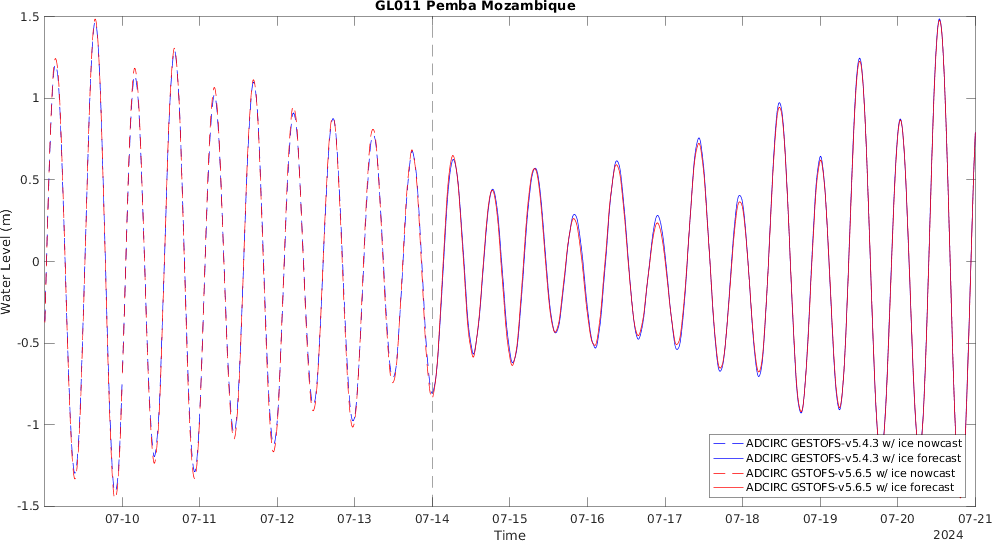 GL011 Pemba Mozambique
Water Level (m)
1.5
1
0.5
0
-0.5
-1
-1.5
07-10 07-11 07-12 07-13 07-14 07-15 07-16 07-17 07-18 07-19 07-20 07-21
Time
2024
ADCIRC GESTOFS-v5.4.3 w/ ice nowcast
ADCIRC GESTOFS-v5.4.3 w/ ice forecast
ADCIRC GSTOFS-v5.6.5 w/ ice nowcast
ADCIRC GSTOFS-v5.6.5 w/ ice forecast